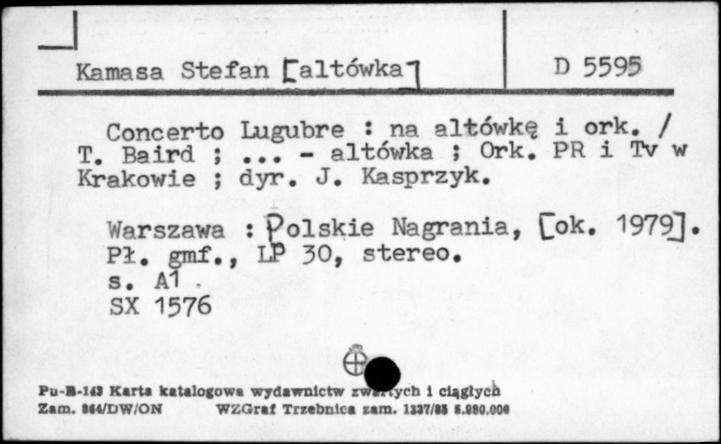 Kamasa Stefan [altówka] D 5595
Concerto Lugubre : na altówkę i ork. /
T. Baird ; ... - altówka ; Ork. PR i Tv w
Krakowie ; dyr. J. Kasprzyk.
Warszawa : Polskie Nagrania, [ok. 1979].
Pł. gmf., LP 30, stereo.
s. A1
SX 1576
Pu-B-143 Karta katalogowa wydawnictw zwartych i ciągłych
Zam. 864/DW/ON WZGraf Trzebnica zam. 1337/85 5.980.000